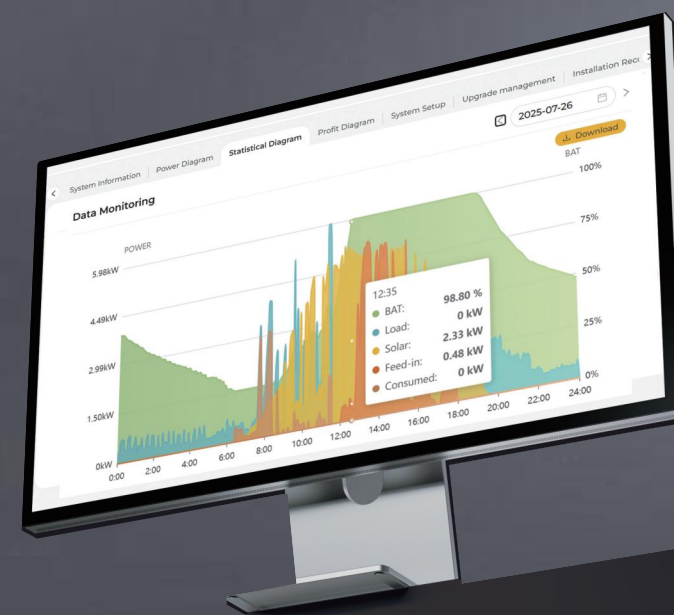 System Information
Power Diagram
Statistical Diagram
Profit Diagram
System Setup
Upgrade management
Installation Rec
2025-07-26
Download
Data Monitoring
POWER
BAT
5.98kW
4.49kW
2.99kW
1.50kW
0kW
100%
75%
50%
25%
0%
12:35
BAT: 98.80 %
Load: 0 kW
Solar: 2.33 kW
Feed-in: 0.48 kW
Consumed: 0 kW
0:00 2:00 4:00 6:00 8:00 10:00 12:00 14:00 16:00 18:00 20:00 22:00 24:00